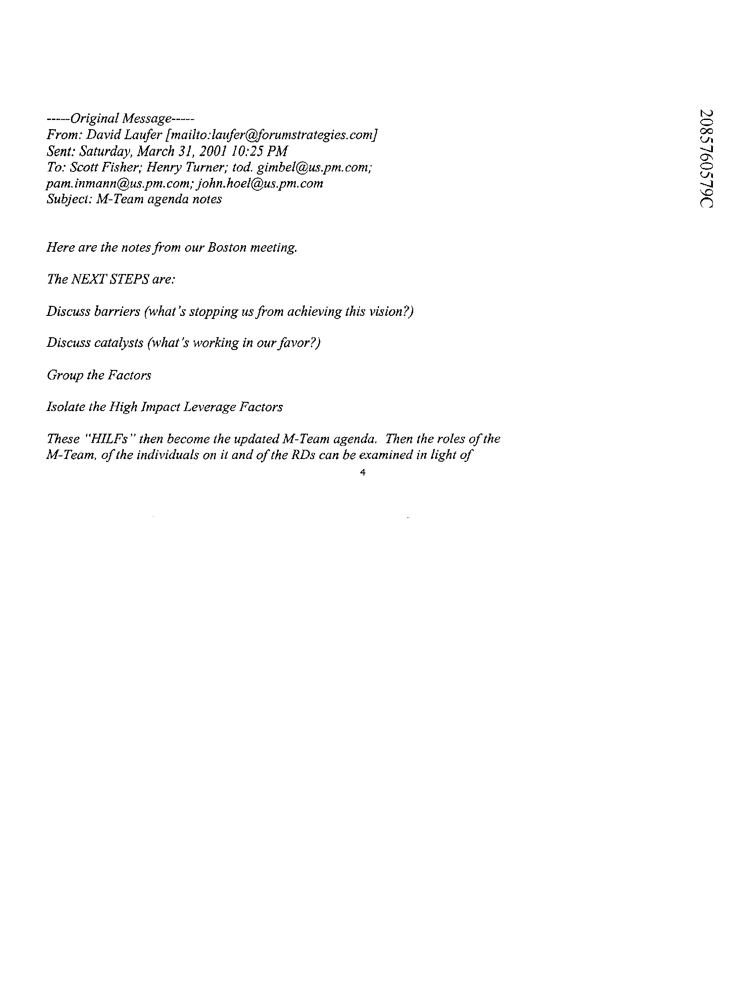 -----Original Message-----
From: David Laufer [mailto:laufer@forumstrategies.com]
Sent: Saturday, March 31, 2001 10:25 PM
To: Scott Fisher; Henry Turner; tod. gimbel@us.pm.com;
pam.inmann@us.pm.com; john.hoel@us.pm.com
Subject: M-Team agenda notes
Here are the notes from our Boston meeting.
The NEXT STEPS are:
Discuss barriers (what's stopping us from achieving this vision?)
Discuss catalysts (what's working in our favor?)
Group the Factors
Isolate the High Impact Leverage Factors
These "HILFs" then become the updated M-Team agenda. Then the roles of the
M-Team, of the individuals on it and of the RDs can be examined in light of
4
2085760579C